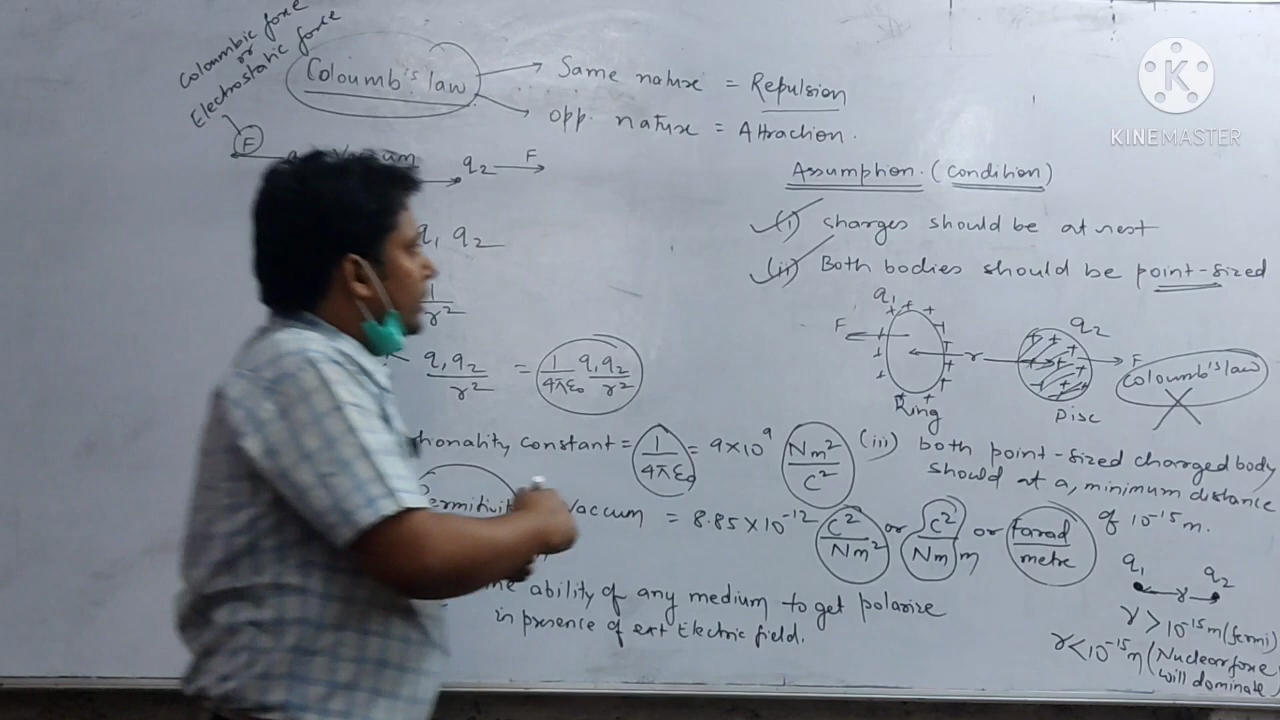 Coloumbic force
or
Electrostatic force
Coloumb's law
Same nature = Repulsion
opp. nature = Attraction.
KINEMASTER
F
q2 F
Assumption. (Condition)
(i) charges should be at rest
(ii) Both bodies should be point-sized
q1 q2
1/r²
q1q2/r² = 1/4πε₀ q1q2/r²
q1
F
r
q2
F
Ring
Disc
Coloumb's law
constant = 1/4πε₀ = 9×10⁹ Nm²/C²
(iii) both point-sized charged body
should at a, minimum distance
of 10⁻¹⁵ m.
Vaccum = 8.85×10⁻¹² C²/Nm² or C²/Nm m or Farad/metre
ability of any medium to get polarize
in presence of ext Electric field.
q1 q2
r
r > 10⁻¹⁵ m (fermi)
r < 10⁻¹⁵ m (Nuclear force
will dominate)